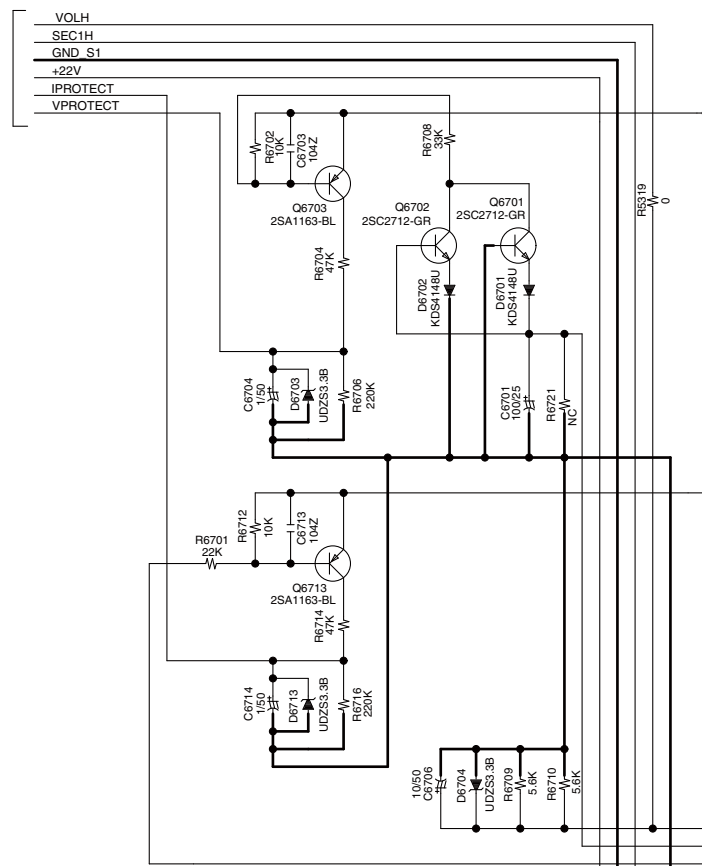 VOLH
SEC1H
GND_S1
+22V
IPROTECT
VPROTECT
R6702
10K
C6703
104Z
R6708
33K
Q6703
2SA1163-BL
Q6702
2SC2712-GR
Q6701
2SC2712-GR
R5319
0
R6704
47K
D6702
KDS4148U
D6701
KDS4148U
C6704
1/50
D6703
UDZS3.3B
R6706
220K
C6701
100/25
R6721
NC
R6701
22K
R6712
10K
C6713
104Z
Q6713
2SA1163-BL
R6714
47K
C6714
1/50
D6713
UDZS3.3B
R6716
220K
10/50
C6706
D6704
UDZS3.3B
R6709
5.6K
R6710
5.6K